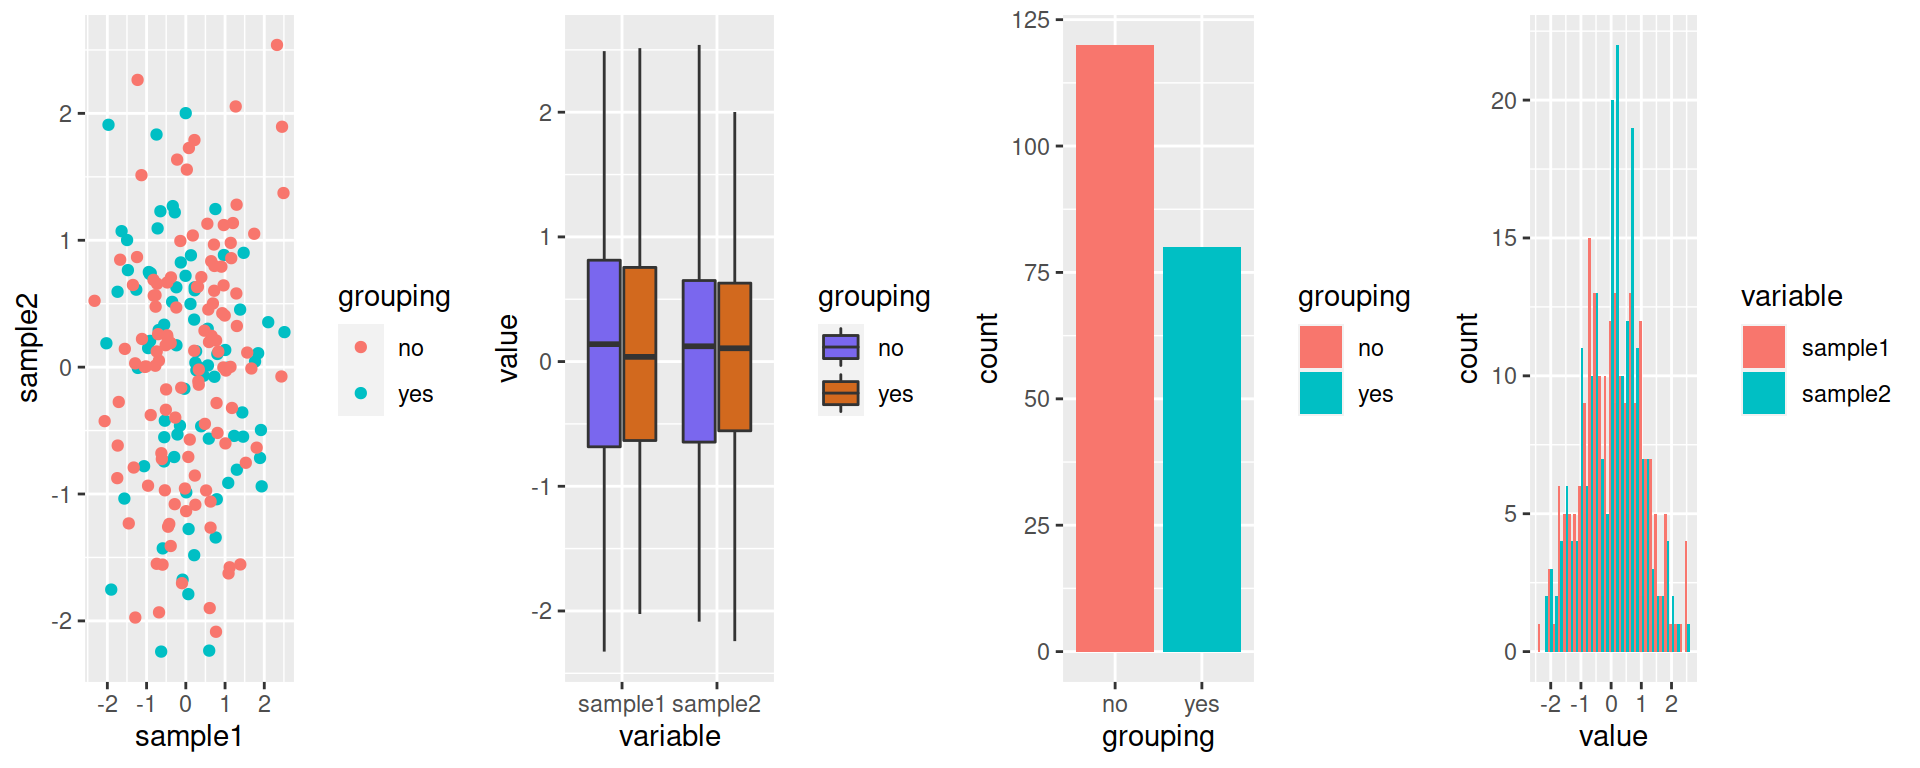 sample2
2
1
0
-1
-2
-2 -1 0 1 2
sample1
grouping
no
yes
value
2
1
0
-1
-2
sample1 sample2
variable
grouping
no
yes
count
125
100
75
50
25
0
no yes
grouping
grouping
no
yes
count
20
15
10
5
0
-2 -1 0 1 2
value
variable
sample1
sample2